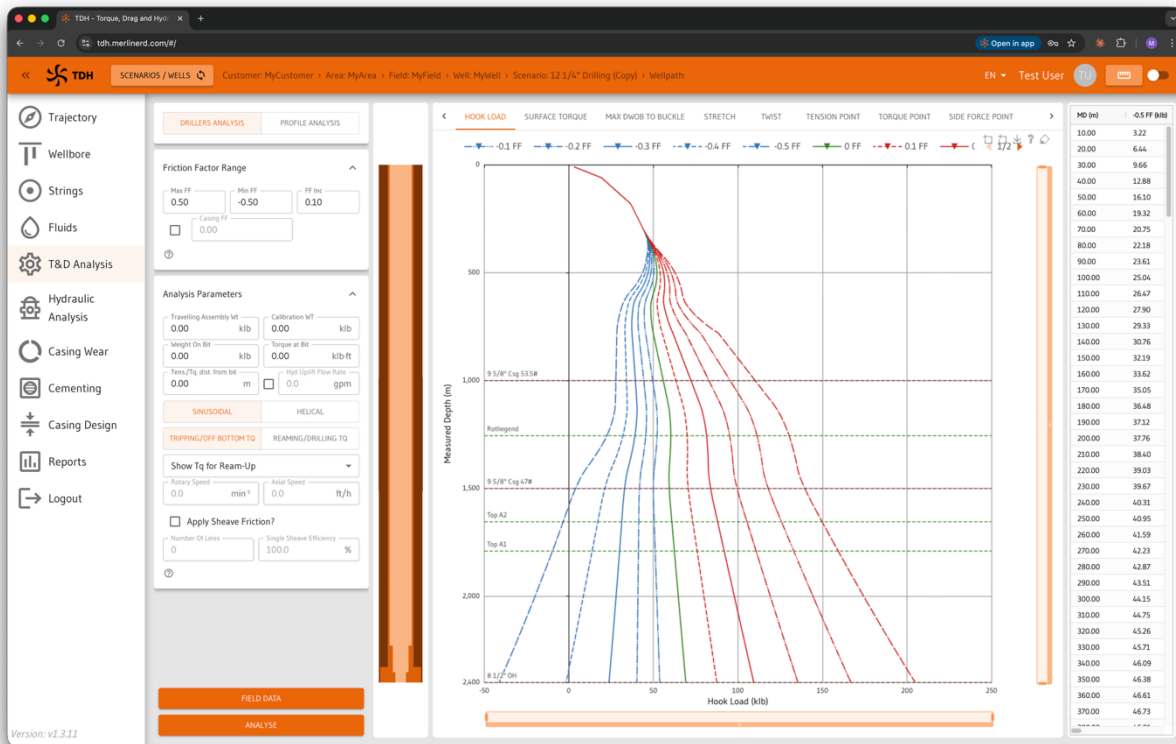 TDH - Torque, Drag and Hydr
tdh.merlinerd.com/#/
Open in app
M
TDH
SCENARIOS / WELLS
Customer: MyCustomer › Area: MyArea › Field: MyField › Well: MyWell › Scenario: 12 1/4" Drilling (Copy) › Wellpath:
EN
Test User
TU
Trajectory
Wellbore
Strings
Fluids
T&D Analysis
Hydraulic
Analysis
Casing Wear
Cementing
Casing Design
Reports
Logout
Version: v1.3.11
DRILLERS ANALYSIS
PROFILE ANALYSIS
Friction Factor Range
Max FF
0.50
Min FF
-0.50
FF Inc
0.10
Casing FF
0.00
Analysis Parameters
Travelling Assembly Wt
0.00 klb
Calibration WT
0.00 klb
Weight On Bit
0.00 klb
Torque at Bit
0.00 klb·ft
Tens./Tq. dist. from bit
0.00 m
Hyd Uplift Flow Rate
0.0 gpm
SINUSOIDAL
HELICAL
TRIPPING/OFF BOTTOM TQ
REAMING/DRILLING TQ
Show Tq for Ream-Up
Rotary Speed
0.0 min⁻¹
Axial Speed
0.0 ft/h
Apply Sheave Friction?
Number Of Lines
0
Single Sheave Efficiency
100.0 %
FIELD DATA
ANALYSE
HOOK LOAD
SURFACE TORQUE
MAX DWOB TO BUCKLE
STRETCH
TWIST
TENSION POINT
TORQUE POINT
SIDE FORCE POINT
-0.1 FF
-0.2 FF
-0.3 FF
-0.4 FF
-0.5 FF
0 FF
0.1 FF
1/2
Measured Depth (m)
0
500
1,000
1,500
2,000
2,400
9 5/8" Csg 53.5#
Rotliegend
9 5/8" Csg 47#
Top A2
Top A1
8 1/2" OH
-50
0
50
100
150
200
250
Hook Load (klb)
MD (m) -0.5 FF (klb)
10.00 3.22
20.00 6.44
30.00 9.66
40.00 12.88
50.00 16.10
60.00 19.32
70.00 20.75
80.00 22.18
90.00 23.61
100.00 25.04
110.00 26.47
120.00 27.90
130.00 29.33
140.00 30.76
150.00 32.19
160.00 33.62
170.00 35.05
180.00 36.48
190.00 37.12
200.00 37.76
210.00 38.40
220.00 39.03
230.00 39.67
240.00 40.31
250.00 40.95
260.00 41.59
270.00 42.23
280.00 42.87
290.00 43.51
300.00 44.15
310.00 44.75
320.00 45.26
330.00 45.71
340.00 46.09
350.00 46.38
360.00 46.61
370.00 46.73